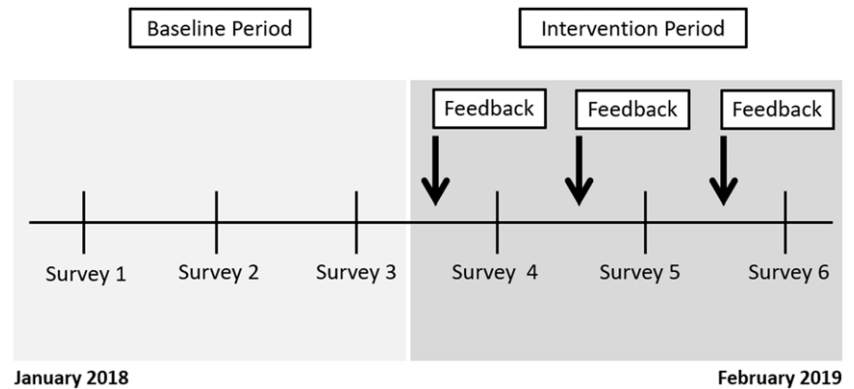 Baseline Period
Intervention Period
Feedback
Feedback
Feedback
Survey 1
Survey 2
Survey 3
Survey 4
Survey 5
Survey 6
January 2018
February 2019